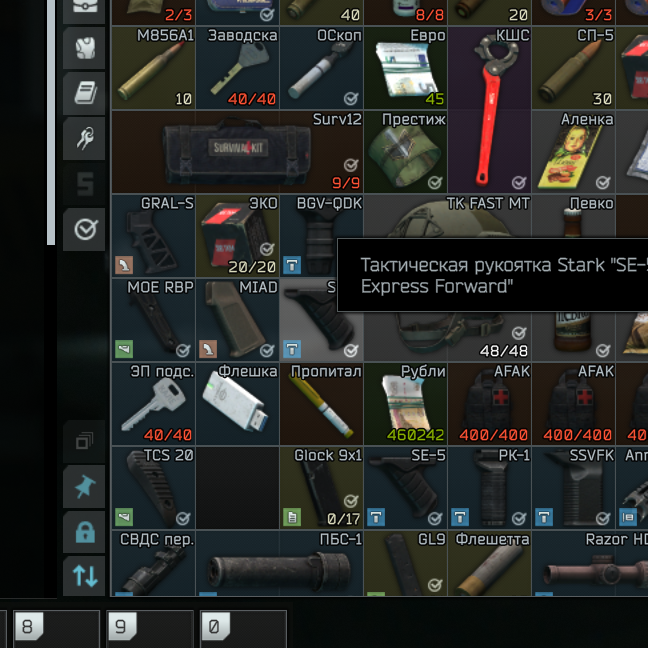 2/3
40
8/8
20
3/3
M856A1
Заводска
ОСкоп
Евро
КШС
СП-5
10
40/40
45
30
Surv12
Престиж
Аленка
SURVIVAL KIT
9/9
GRAL-S
ЭКО
BGV-QDK
TK FAST MT
Певко
20/20
Тактическая рукоятка Stark "SE-5
Express Forward"
MOE RBP
MIAD
S
48/48
ЭП подс.
Флешка
Пропитал
Рубли
AFAK
AFAK
40/40
460242
400/400
400/400
40
TCS 20
Glock 9x1
SE-5
РК-1
SSVFK
0/17
СВДС пер.
ПБС-1
GL9
Флешетта
Razor HD
8
9
0